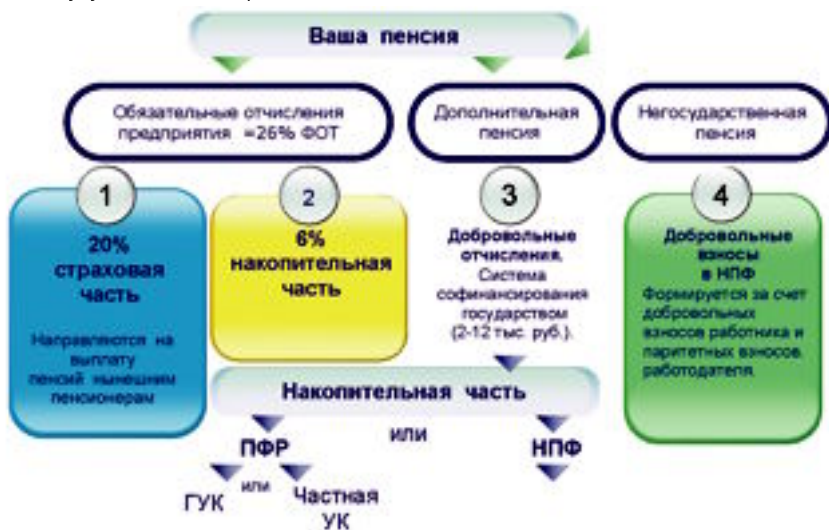 Ваша пенсия
Обязательные отчисления
предприятия =26% ФОТ
Дополнительная
пенсия
Негосударственная
пенсия
1
20%
страховая
часть
Направляются на
выплату
пенсий нынешним
пенсионерам
2
6%
накопительная
часть
3
Добровольные
отчисления.
Система
софинансирования
государством
(2-12 тыс. руб.).
4
Добровольные
взносы
в НПФ
Формируется за счет
добровольных
взносов работника и
паритетных взносов
работодателя.
Накопительная часть
ПФР
или
НПФ
ГУК
или
Частная
УК